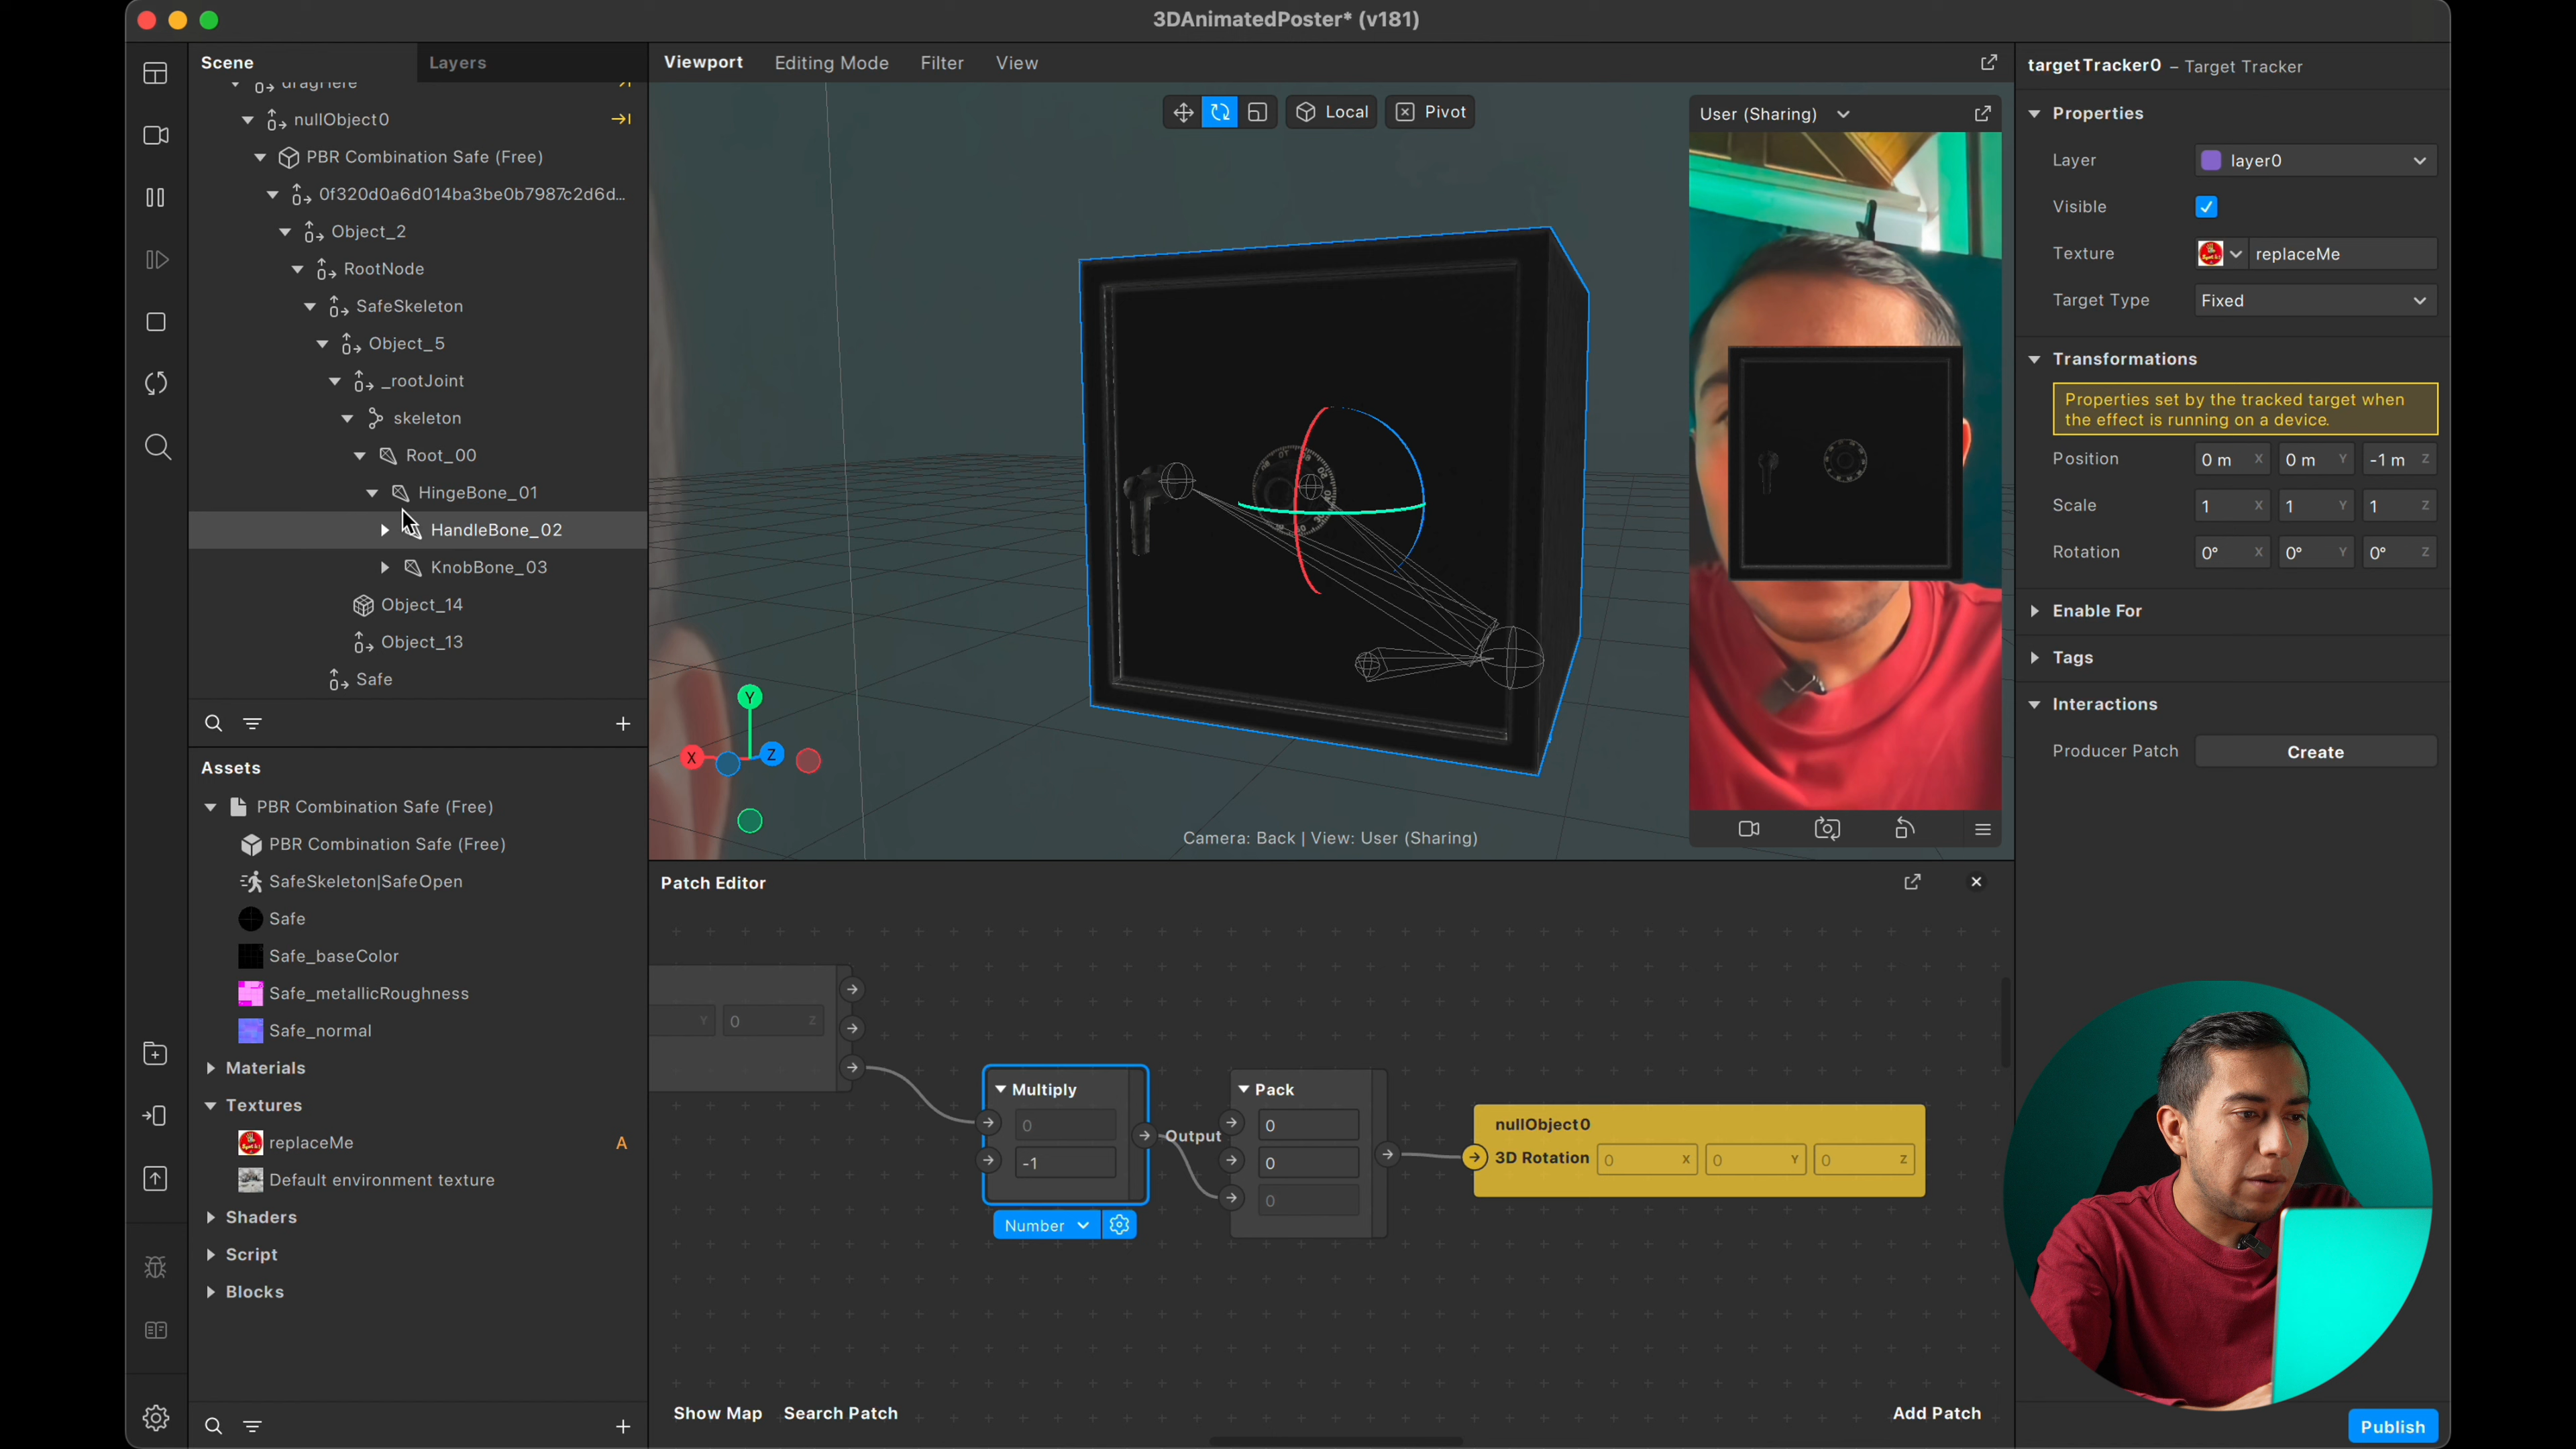 3DAnimatedPoster* (v181)
Scene
Layers
dragHere
nullObject0
PBR Combination Safe (Free)
0f320d0a6d014ba3be0b7987c2d6d...
Object_2
RootNode
SafeSkeleton
Object_5
_rootJoint
skeleton
Root_00
HingeBone_01
HandleBone_02
KnobBone_03
Object_14
Object_13
Safe
Assets
PBR Combination Safe (Free)
PBR Combination Safe (Free)
SafeSkeleton|SafeOpen
Safe
Safe_baseColor
Safe_metallicRoughness
Safe_normal
Materials
Textures
replaceMe A
Default environment texture
Shaders
Script
Blocks
Viewport Editing Mode Filter View
Local
Pivot
User (Sharing)
Y
X
Z
Camera: Back | View: User (Sharing)
Patch Editor
Y 0 Z
Multiply
0
-1
Output
Number
Pack
0
0
0
nullObject0
3D Rotation 0 X 0 Y 0 Z
Show Map Search Patch
Add Patch
targetTracker0 – Target Tracker
Properties
Layer layer0
Visible
Texture replaceMe
Target Type Fixed
Transformations
Properties set by the tracked target when
the effect is running on a device.
Position 0 m X 0 m Y -1 m Z
Scale 1 X 1 Y 1 Z
Rotation 0° X 0° Y 0° Z
Enable For
Tags
Interactions
Producer Patch Create
Publish